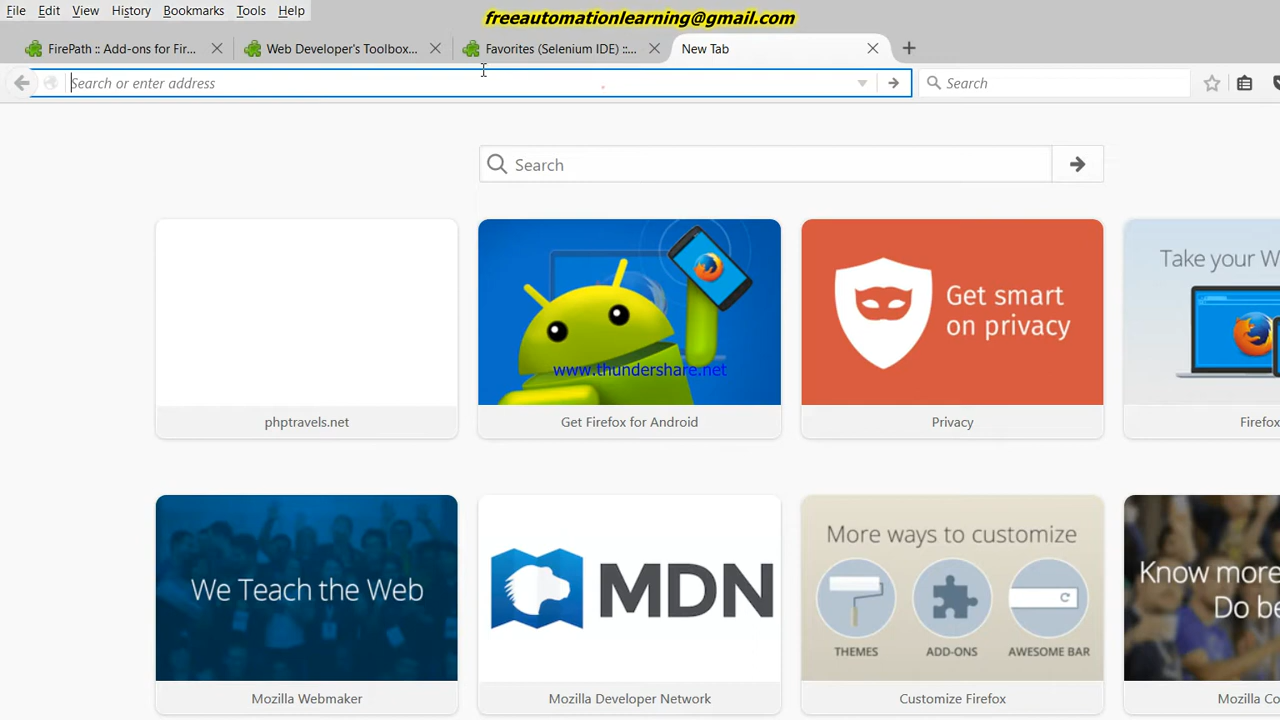 File Edit View History Bookmarks Tools Help
freeautomationlearning@gmail.com
FirePath :: Add-ons for Fir...
Web Developer's Toolbox...
Favorites (Selenium IDE) ::...
New Tab
Search or enter address
Search
Search
Take your W
Get smart
on privacy
www.thundershare.net
phptravels.net
Get Firefox for Android
Privacy
Firefox
We Teach the Web
MDN
More ways to customize
THEMES
ADD-ONS
AWESOME BAR
Know more
Do be
Mozilla Webmaker
Mozilla Developer Network
Customize Firefox
Mozilla Co